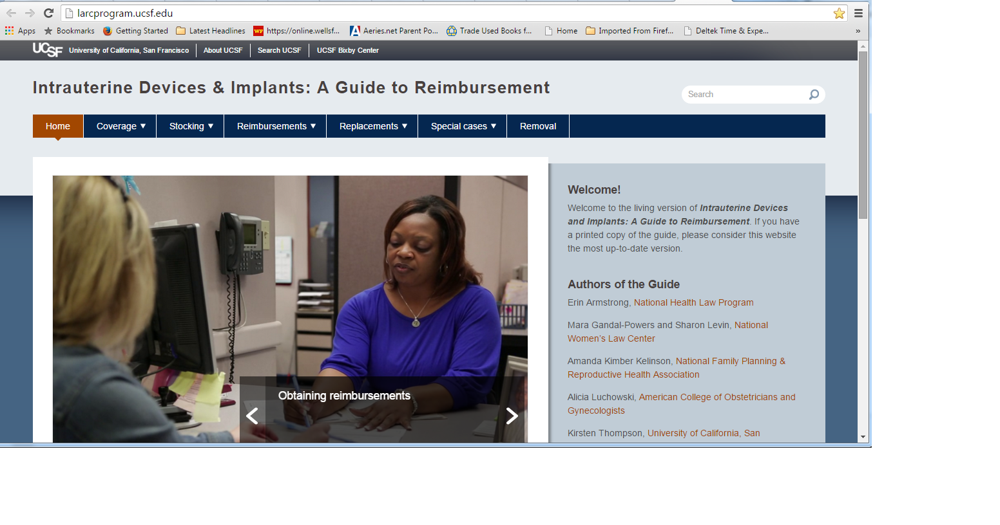 larcprogram.ucsf.edu
Apps Bookmarks Getting Started Latest Headlines WF https://online.wellsf... Aeries.net Parent Po... Trade Used Books f... Home Imported From Firef... Deltek Time & Expe... »
UCSF University of California, San Francisco About UCSF Search UCSF UCSF Bixby Center
Intrauterine Devices & Implants: A Guide to Reimbursement
Search
Home Coverage Stocking Reimbursements Replacements Special cases Removal
Obtaining reimbursements
Welcome!
Welcome to the living version of Intrauterine Devices
and Implants: A Guide to Reimbursement. If you have
a printed copy of the guide, please consider this website
the most up-to-date version.
Authors of the Guide
Erin Armstrong, National Health Law Program
Mara Gandal-Powers and Sharon Levin, National
Women’s Law Center
Amanda Kimber Kelinson, National Family Planning &
Reproductive Health Association
Alicia Luchowski, American College of Obstetricians and
Gynecologists
Kirsten Thompson, University of California, San